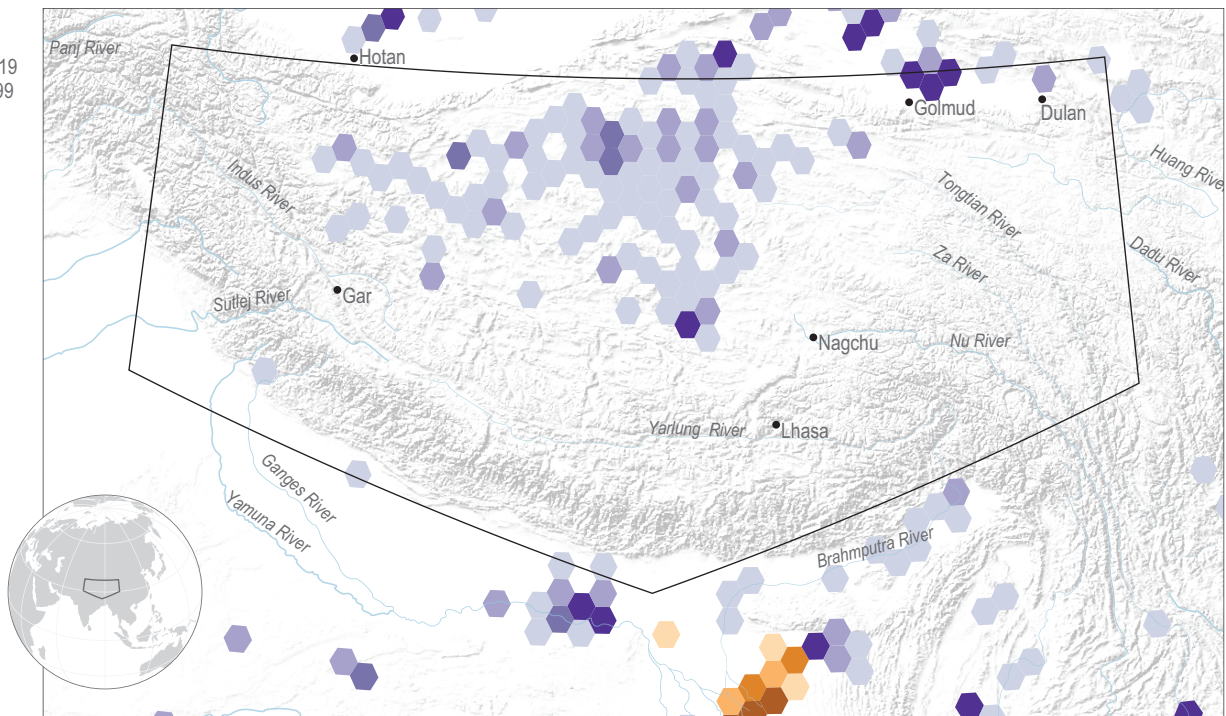 Panj River
Hotan
19
99
Golmud
Dulan
Huang River
Indus River
Tongtian River
Dadu River
Za River
Sutlej River
Gar
Nagchu
Nu River
Yarlung River
Lhasa
Ganges River
Yamuna River
Brahmputra River